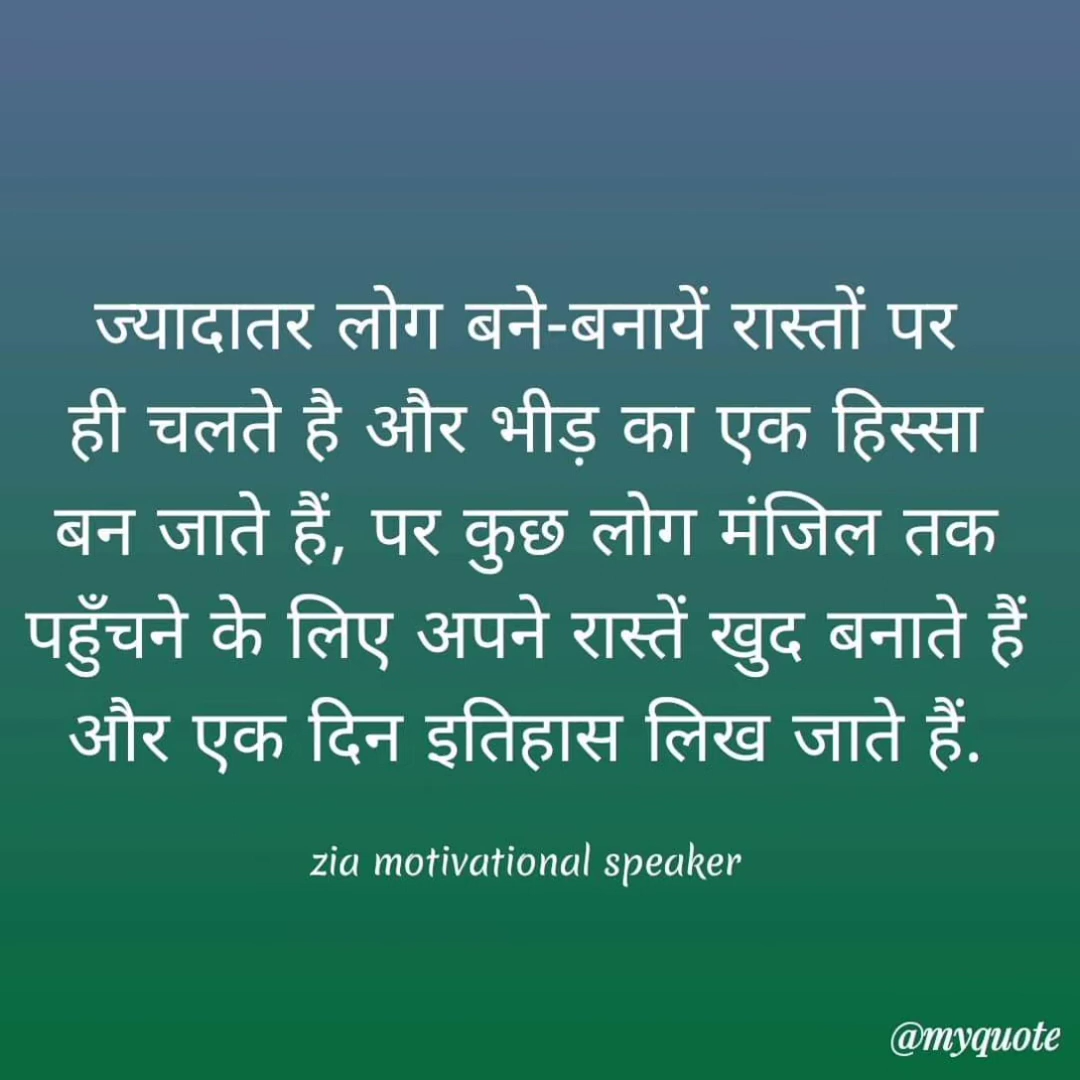 ज्यादातर लोग बने-बनायें रास्तों पर
ही चलते है और भीड़ का एक हिस्सा
बन जाते हैं, पर कुछ लोग मंजिल तक
पहुँचने के लिए अपने रास्तें खुद बनाते हैं
और एक दिन इतिहास लिख जाते हैं.
zia motivational speaker
@myquote